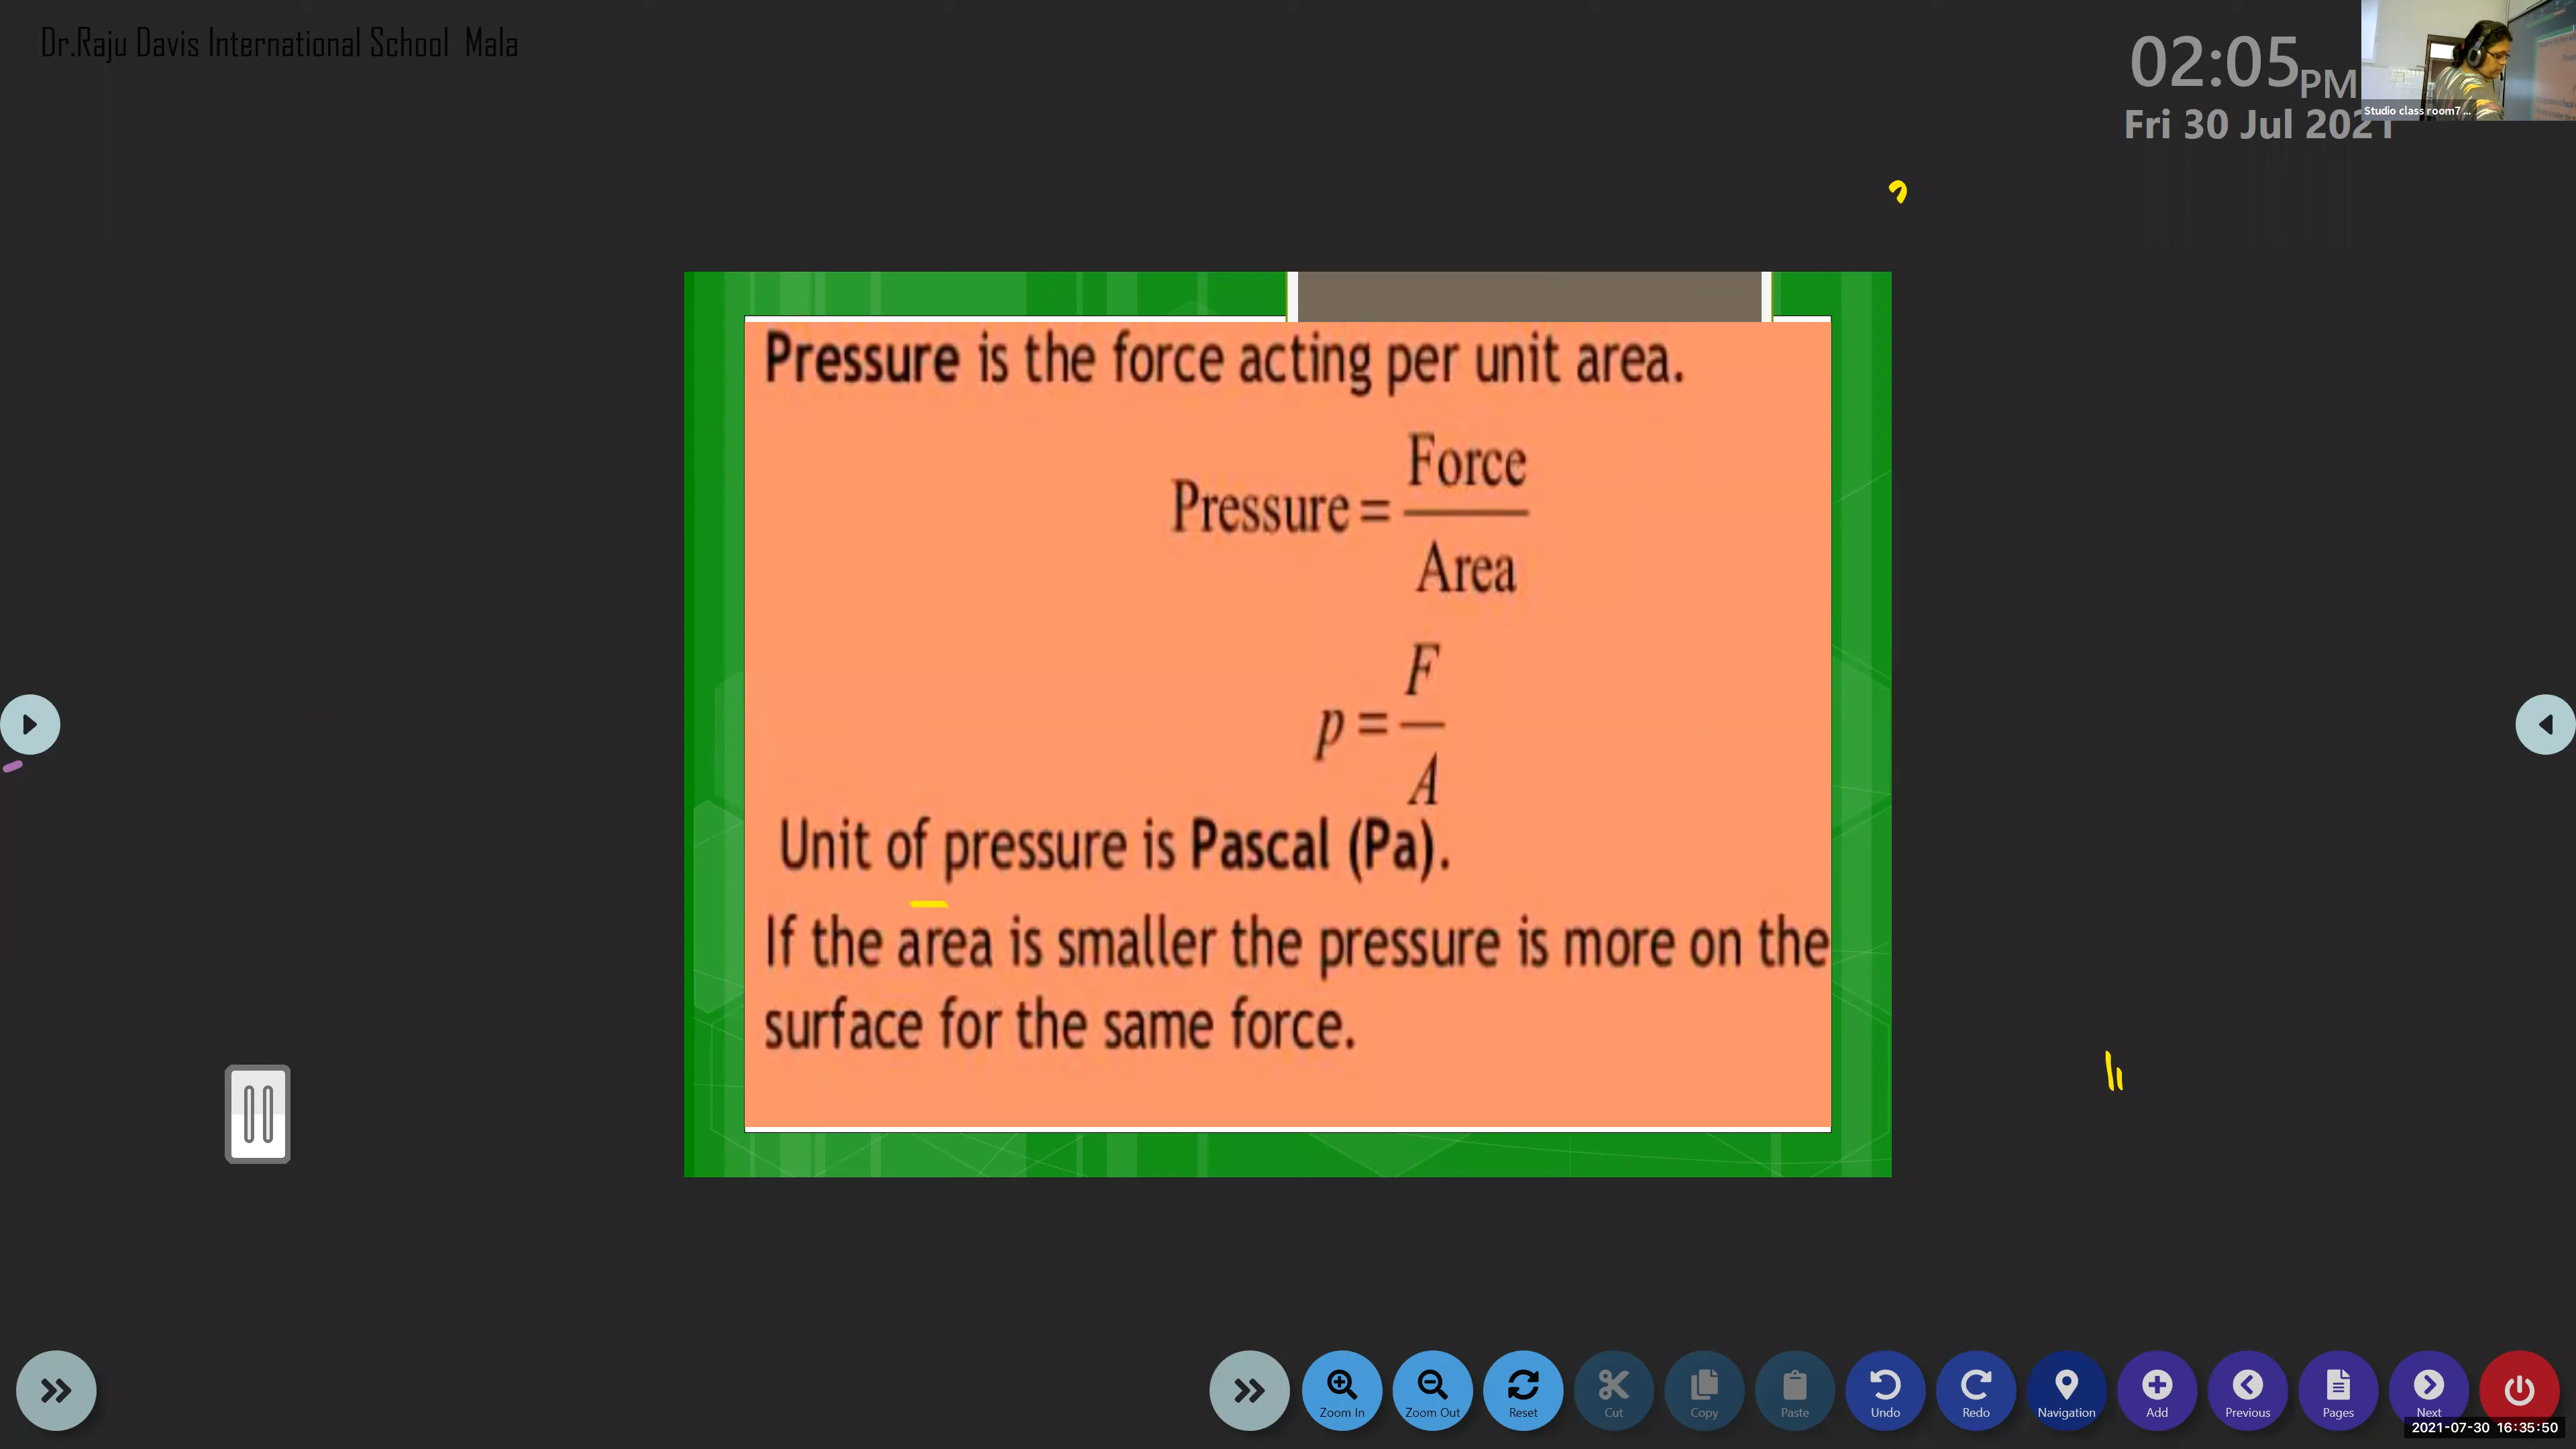 Dr.Raju Davis International School Mala
02:05 PM
Fri 30 Jul 2021
Studio class room7 ...
Pressure is the force acting per unit area.
Pressure = Force / Area
p = F / A
Unit of pressure is Pascal (Pa).
If the area is smaller the pressure is more on the
surface for the same force.
Zoom In Zoom Out Reset Cut Copy Paste Undo Redo Navigation Add Previous Pages Next
2021-07-30 16:35:50